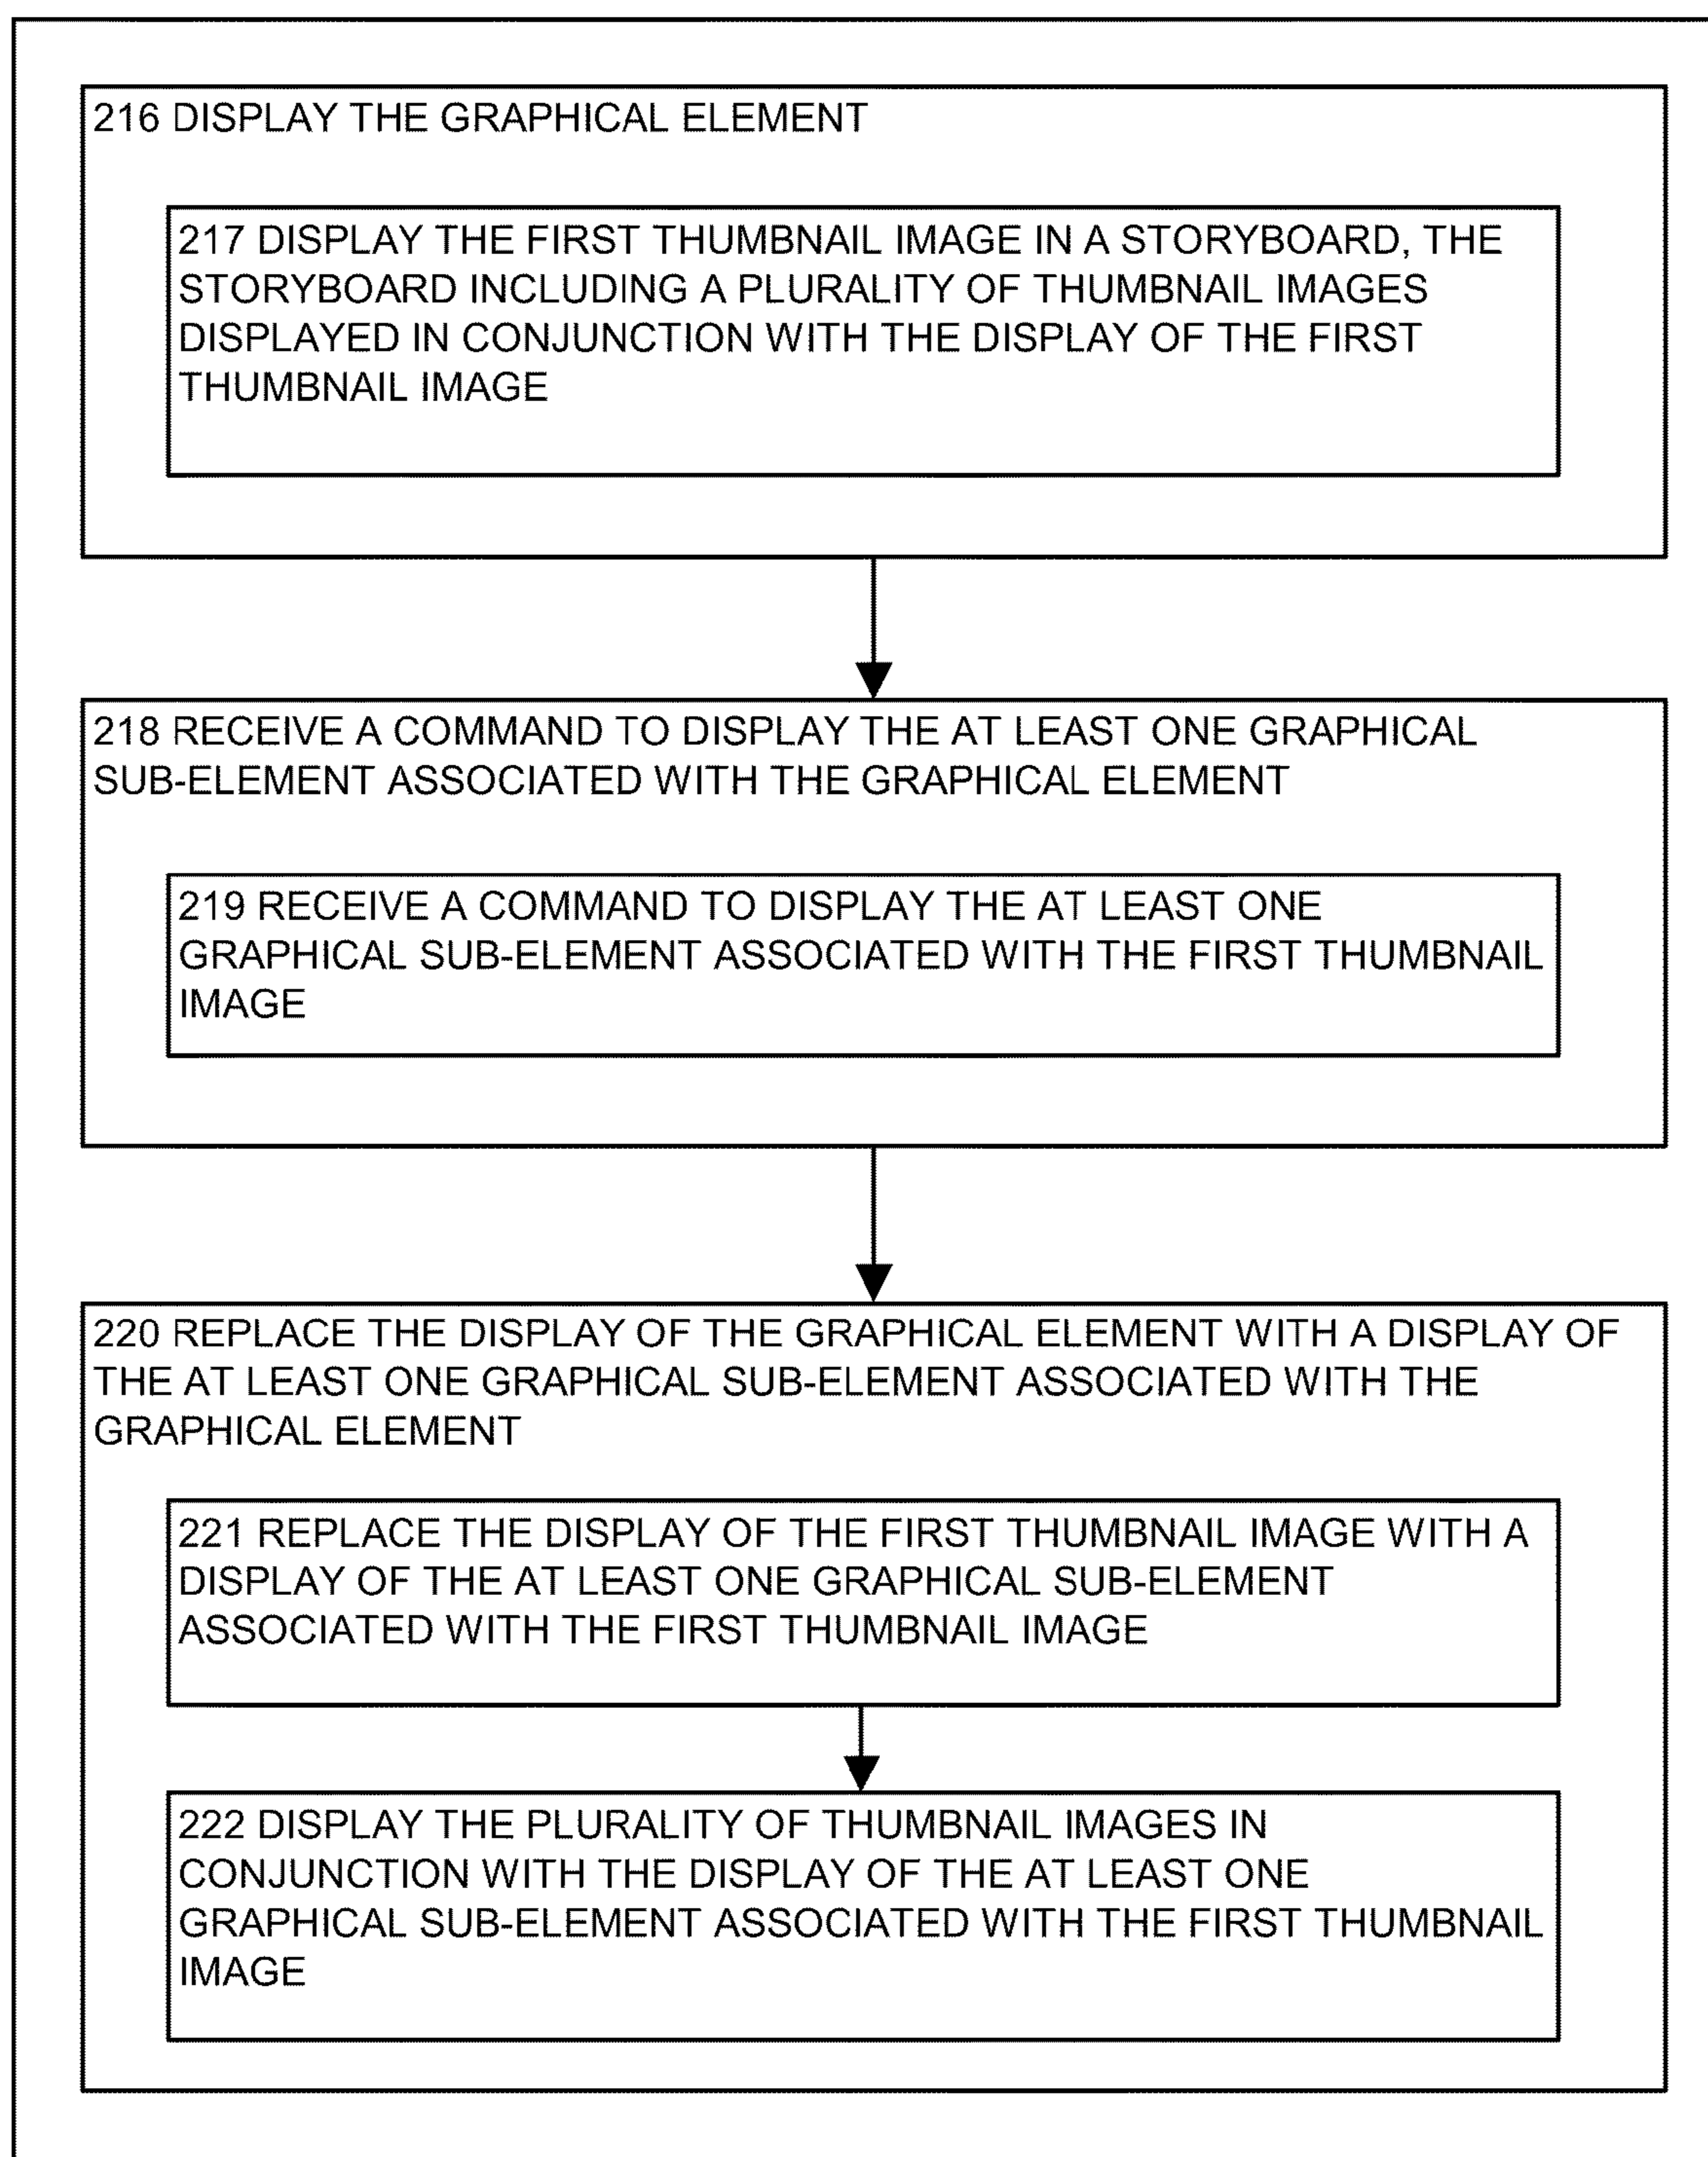 216 DISPLAY THE GRAPHICAL ELEMENT
217 DISPLAY THE FIRST THUMBNAIL IMAGE IN A STORYBOARD, THE
STORYBOARD INCLUDING A PLURALITY OF THUMBNAIL IMAGES
DISPLAYED IN CONJUNCTION WITH THE DISPLAY OF THE FIRST
THUMBNAIL IMAGE
218 RECEIVE A COMMAND TO DISPLAY THE AT LEAST ONE GRAPHICAL
SUB-ELEMENT ASSOCIATED WITH THE GRAPHICAL ELEMENT
219 RECEIVE A COMMAND TO DISPLAY THE AT LEAST ONE
GRAPHICAL SUB-ELEMENT ASSOCIATED WITH THE FIRST THUMBNAIL
IMAGE
220 REPLACE THE DISPLAY OF THE GRAPHICAL ELEMENT WITH A DISPLAY OF
THE AT LEAST ONE GRAPHICAL SUB-ELEMENT ASSOCIATED WITH THE
GRAPHICAL ELEMENT
221 REPLACE THE DISPLAY OF THE FIRST THUMBNAIL IMAGE WITH A
DISPLAY OF THE AT LEAST ONE GRAPHICAL SUB-ELEMENT
ASSOCIATED WITH THE FIRST THUMBNAIL IMAGE
222 DISPLAY THE PLURALITY OF THUMBNAIL IMAGES IN
CONJUNCTION WITH THE DISPLAY OF THE AT LEAST ONE
GRAPHICAL SUB-ELEMENT ASSOCIATED WITH THE FIRST THUMBNAIL
IMAGE